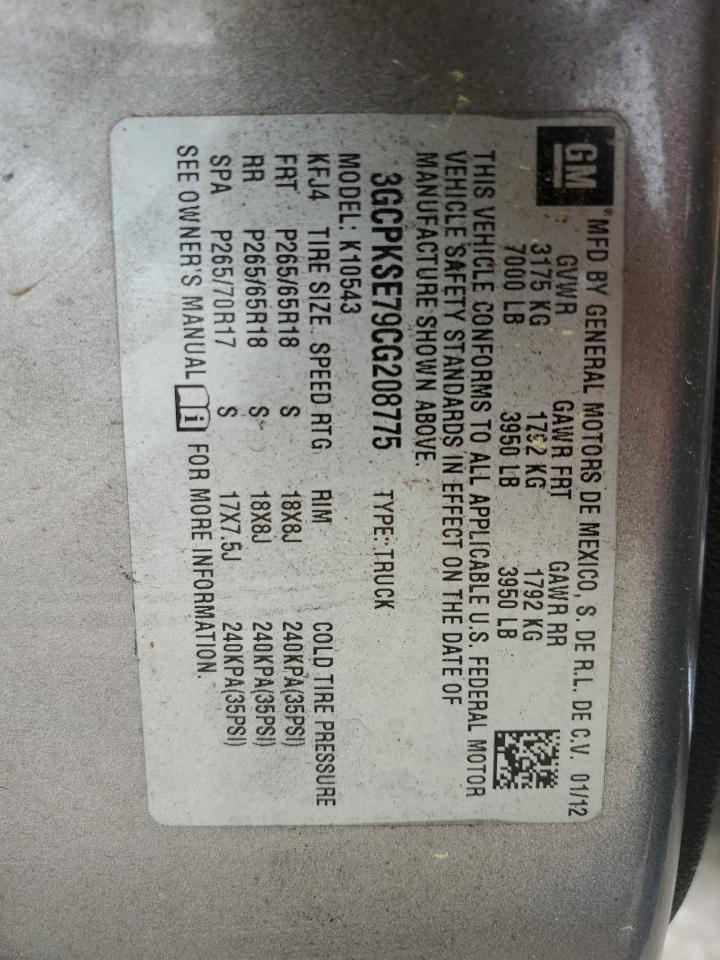 GM® MFD BY GENERAL MOTORS DE MEXICO, S. DE R.L. DE C.V. 01/12
GVWR GAWR FRT GAWR RR
3175 KG 1792 KG 1792 KG
7000 LB 3950 LB 3950 LB
THIS VEHICLE CONFORMS TO ALL APPLICABLE U.S. FEDERAL MOTOR
VEHICLE SAFETY STANDARDS IN EFFECT ON THE DATE OF
MANUFACTURE SHOWN ABOVE.
3GCPKSE79CG208775 TYPE: TRUCK
MODEL: K10543
KFJ4 TIRE SIZE SPEED RTG RIM COLD TIRE PRESSURE
FRT P265/65R18 S 18X8J 240KPA(35PSI)
RR P265/65R18 S 18X8J 240KPA(35PSI)
SPA P265/70R17 S 17X7.5J 240KPA(35PSI)
SEE OWNER'S MANUAL i FOR MORE INFORMATION.